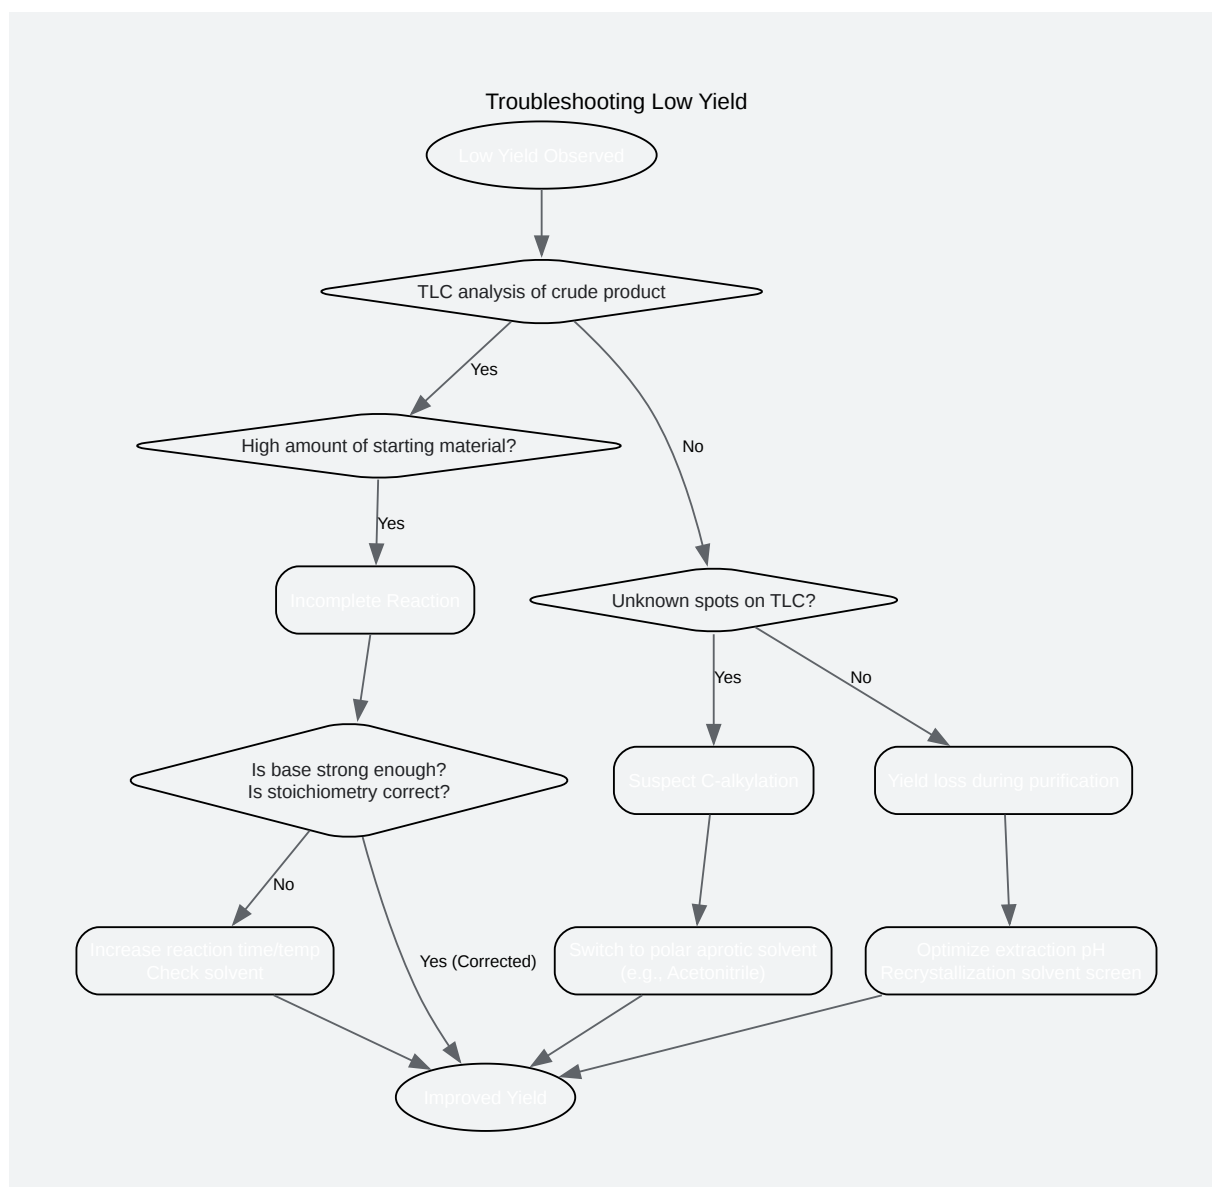 Troubleshooting Low Yield
Low Yield Observed
TLC analysis of crude product
Yes
High amount of starting material?
No
Yes
Incomplete Reaction
Unknown spots on TLC?
Yes
No
Is base strong enough?
Is stoichiometry correct?
Suspect C-alkylation
Yield loss during purification
No
Yes (Corrected)
Increase reaction time/temp
Check solvent
Switch to polar aprotic solvent
(e.g., Acetonitrile)
Optimize extraction pH
Recrystallization solvent screen
Improved Yield